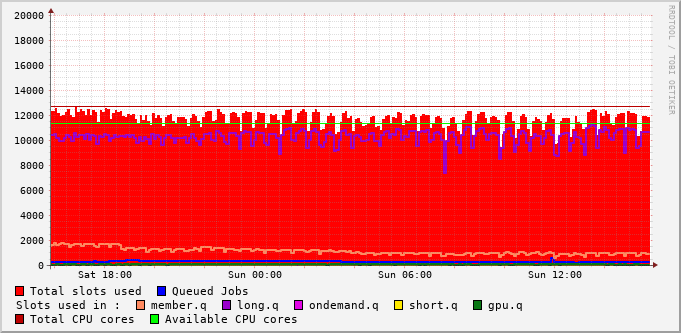 20000
18000
16000
14000
12000
10000
8000
6000
4000
2000
0
Sat 18:00 Sun 00:00 Sun 06:00 Sun 12:00
RRDTOOL / TOBI OETIKER
Total slots used Queued Jobs
Slots used in : member.q long.q ondemand.q short.q gpu.q
Total CPU cores Available CPU cores